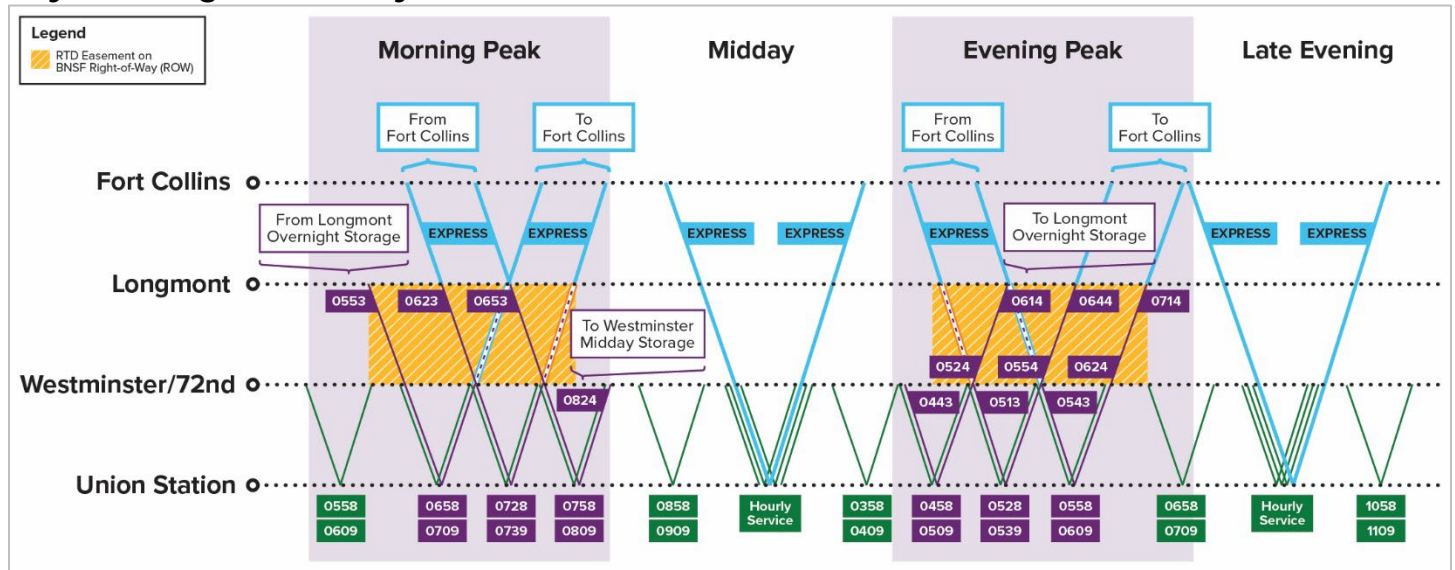 Legend
RTD Easement on
BNSF Right-of-Way (ROW)
Morning Peak
Midday
Evening Peak
Late Evening
From
Fort Collins
To
Fort Collins
From
Fort Collins
To
Fort Collins
Fort Collins
From Longmont
Overnight Storage
EXPRESS
EXPRESS
EXPRESS
EXPRESS
EXPRESS
To Longmont
Overnight Storage
EXPRESS
EXPRESS
Longmont
0553
0623
0653
0614
0644
0714
To Westminster
Midday Storage
0524
0554
0624
Westminster/72nd
0824
0443
0513
0543
Union Station
0558
0609
0658
0709
0728
0739
0758
0809
0858
0909
Hourly
Service
0358
0409
0458
0509
0528
0539
0558
0609
0658
0709
Hourly
Service
1058
1109